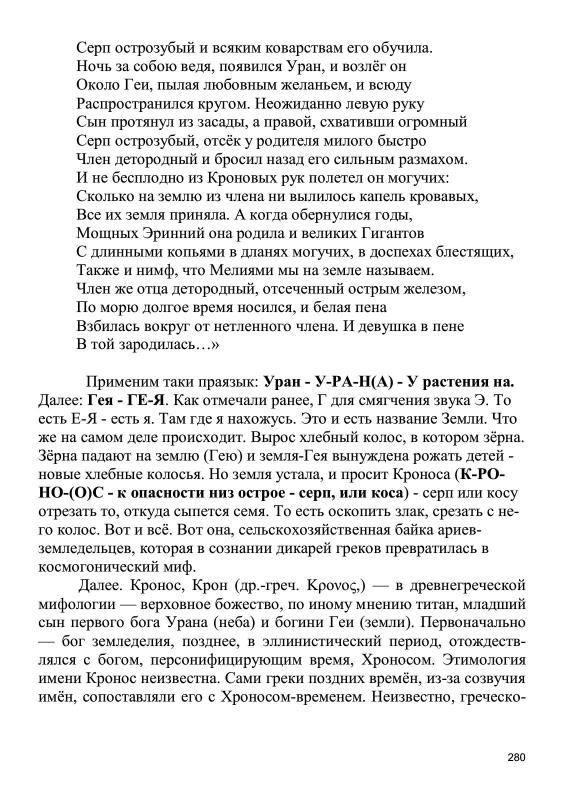 Серп острозубый и всяким коварствам его обучила.
Ночь за собою ведя, появился Уран, и возлёг он
Около Геи, пылая любовным желаньем, и всюду
Распространился кругом. Неожиданно левую руку
Сын протянул из засады, а правой, схвативши огромный
Серп острозубый, отсёк у родителя милого быстро
Член детородный и бросил назад его сильным размахом.
И не бесплодно из Кроновых рук полетел он могучих:
Сколько на землю из члена ни вылилось капель кровавых,
Все их земля приняла. А когда обернулися годы,
Мощных Эринний она родила и великих Гигантов
С длинными копьями в дланях могучих, в доспехах блестящих,
Также и нимф, что Мелиями мы на земле называем.
Член же отца детородный, отсеченный острым железом,
По морю долгое время носился, и белая пена
Взбилась вокруг от нетленного члена. И девушка в пене
В той зародилась…»
Применим таки праязык: Уран - У-РА-Н(А) - У растения на.
Далее: Гея - ГЕ-Я. Как отмечали ранее, Г для смягчения звука Э. То
есть Е-Я - есть я. Там где я нахожусь. Это и есть название Земли. Что
же на самом деле происходит. Вырос хлебный колос, в котором зёрна.
Зёрна падают на землю (Гею) и земля-Гея вынуждена рожать детей -
новые хлебные колосья. Но земля устала, и просит Кроноса (К-РО-
НО-(О)С - к опасности низ острое - серп, или коса) - серп или косу
отрезать то, откуда сыпется семя. То есть оскопить злак, срезать с не-
го колос. Вот и всё. Вот она, сельскохозяйственная байка ариев-
земледельцев, которая в сознании дикарей греков превратилась в
космогонический миф.
Далее. Кронос, Крон (др.-греч. Κρονος,) — в древнегреческой
мифологии — верховное божество, по иному мнению титан, младший
сын первого бога Урана (неба) и богини Геи (земли). Первоначально
— бог земледелия, позднее, в эллинистический период, отождеств-
лялся с богом, персонифицирующим время, Хроносом. Этимология
имени Кронос неизвестна. Сами греки поздних времён, из-за созвучия
имён, сопоставляли его с Хроносом-временем. Неизвестно, греческо-
280